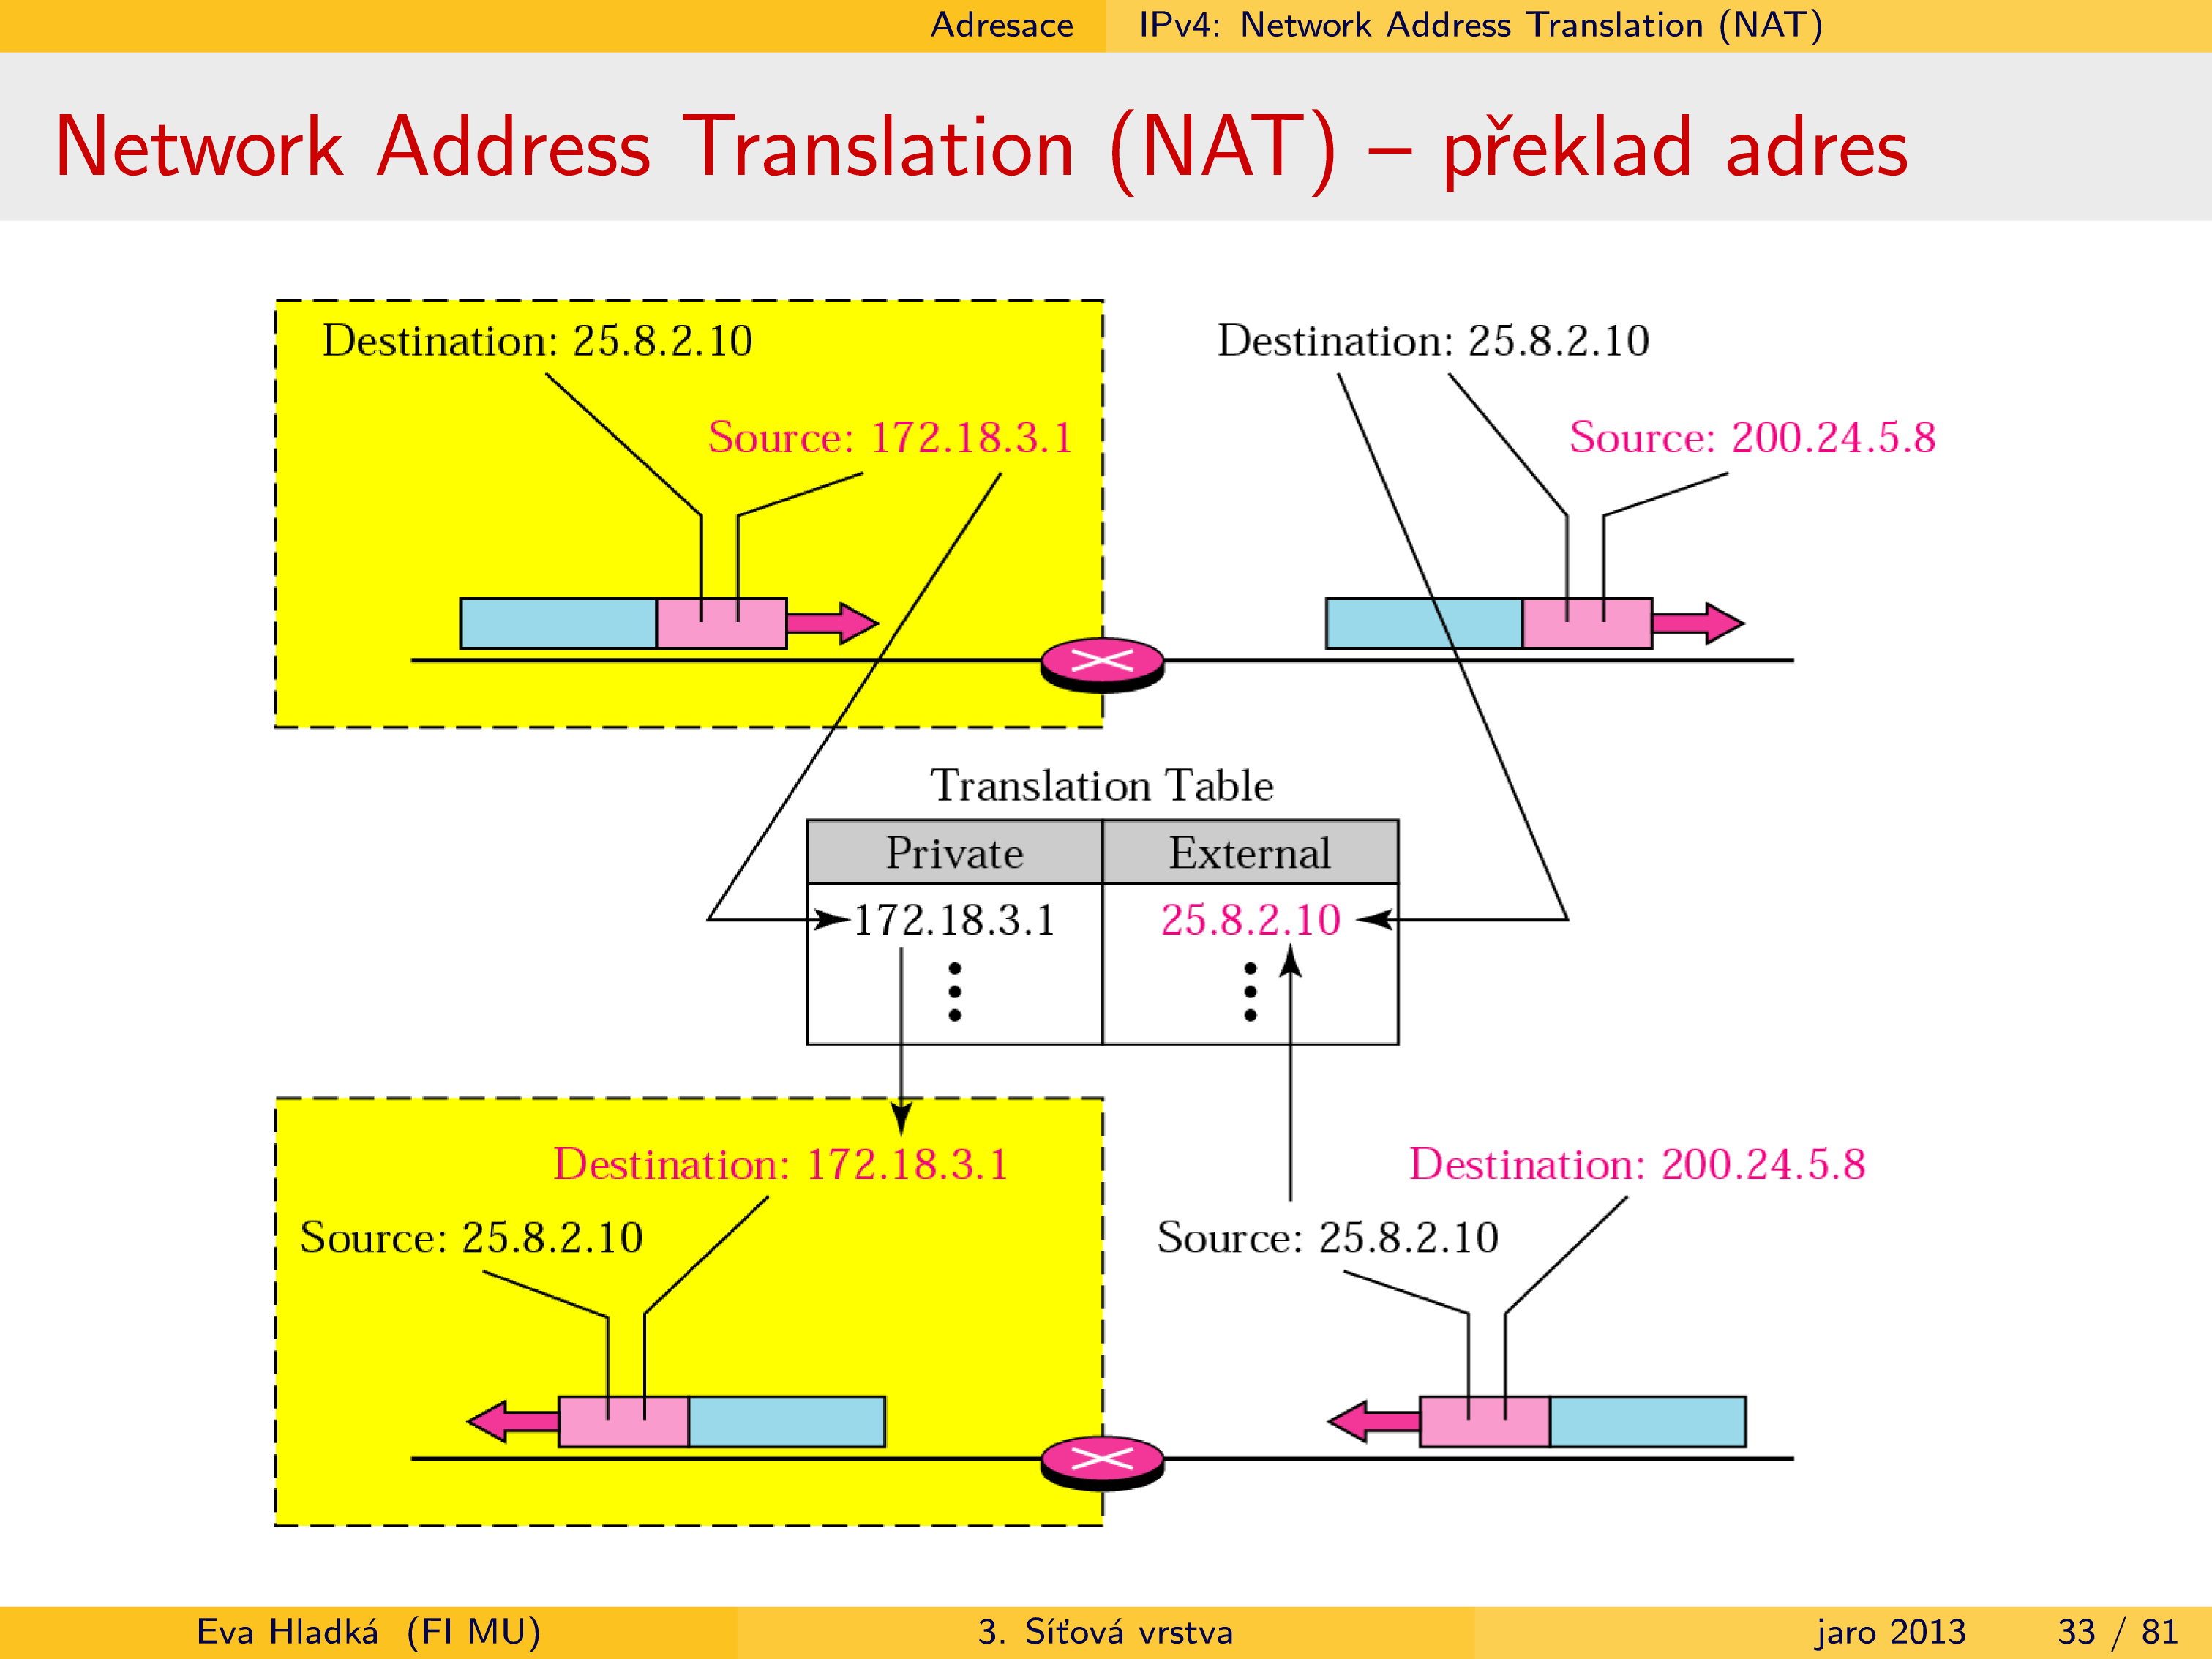 Adresace IPv4: Network Address Translation (NAT)
Network Address Translation (NAT) – překlad adres
Destination: 25.8.2.10
Source: 172.18.3.1
Destination: 25.8.2.10
Source: 200.24.5.8
Translation Table
Private External
172.18.3.1 25.8.2.10
Destination: 172.18.3.1
Source: 25.8.2.10
Destination: 200.24.5.8
Source: 25.8.2.10
Eva Hladká (FI MU) 3. Síťová vrstva jaro 2013 33 / 81